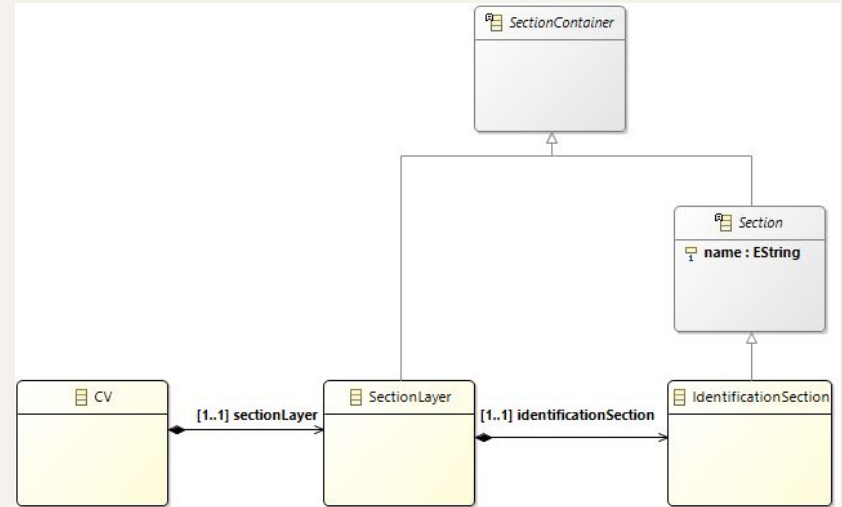 SectionContainer
Section
name : EString
CV
[1..1] sectionLayer
SectionLayer
[1..1] identificationSection
IdentificationSection